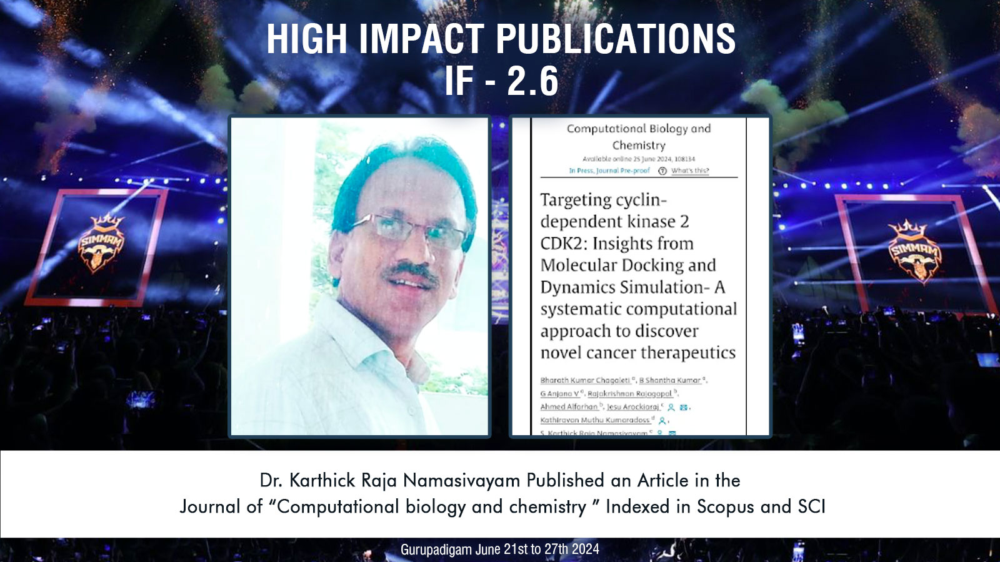 HIGH IMPACT PUBLICATIONS
IF - 2.6
Computational Biology and
Chemistry
Available online 25 June 2024, 108134
In Press, Journal Pre-proof ? What's this?
Targeting cyclin-
dependent kinase 2
CDK2: Insights from
Molecular Docking and
Dynamics Simulation- A
systematic computational
approach to discover
novel cancer therapeutics
Bharath Kumar Chagaleti a, B Shantha Kumar a,
G Anjana V a, Rajakrishnan Rajagopal b,
Ahmed Alfarhan b, Jesu Arockiaraj c,
Kathiravan Muthu Kumaradoss d,
S. Karthick Raja Namasivayam c
SIMMAM
SIMMAM
Dr. Karthick Raja Namasivayam Published an Article in the
Journal of “Computational biology and chemistry ” Indexed in Scopus and SCI
Gurupadigam June 21st to 27th 2024